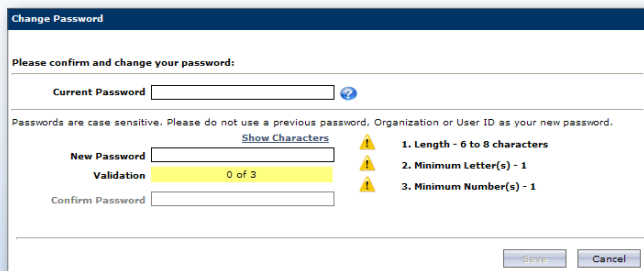 Change Password
Please confirm and change your password:
Current Password
Passwords are case sensitive. Please do not use a previous password, Organization or User ID as your new password.
Show Characters
1. Length - 6 to 8 characters
New Password
2. Minimum Letter(s) - 1
Validation 0 of 3
3. Minimum Number(s) - 1
Confirm Password
Save Cancel